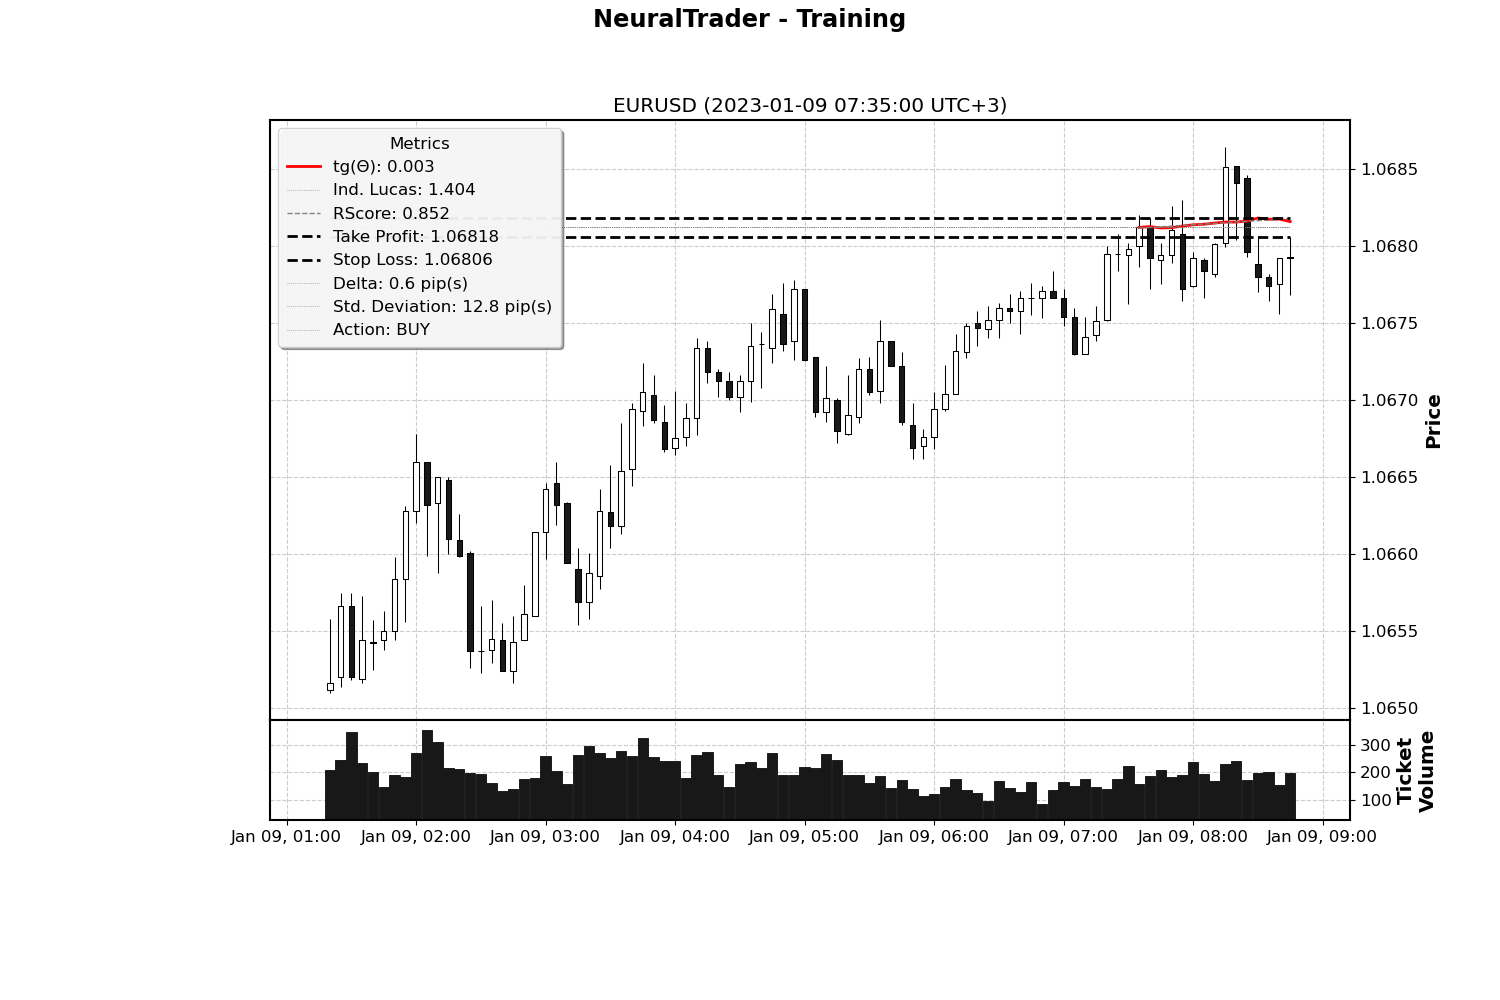 NeuralTrader - Training
EURUSD (2023-01-09 07:35:00 UTC+3)
Metrics
tg(Θ): 0.003
Ind. Lucas: 1.404
RScore: 0.852
Take Profit: 1.06818
Stop Loss: 1.06806
Delta: 0.6 pip(s)
Std. Deviation: 12.8 pip(s)
Action: BUY
1.0685
1.0680
1.0675
1.0670
1.0665
1.0660
1.0655
1.0650
Price
300
200
100
Ticket
Volume
Jan 09, 01:00
Jan 09, 02:00
Jan 09, 03:00
Jan 09, 04:00
Jan 09, 05:00
Jan 09, 06:00
Jan 09, 07:00
Jan 09, 08:00
Jan 09, 09:00